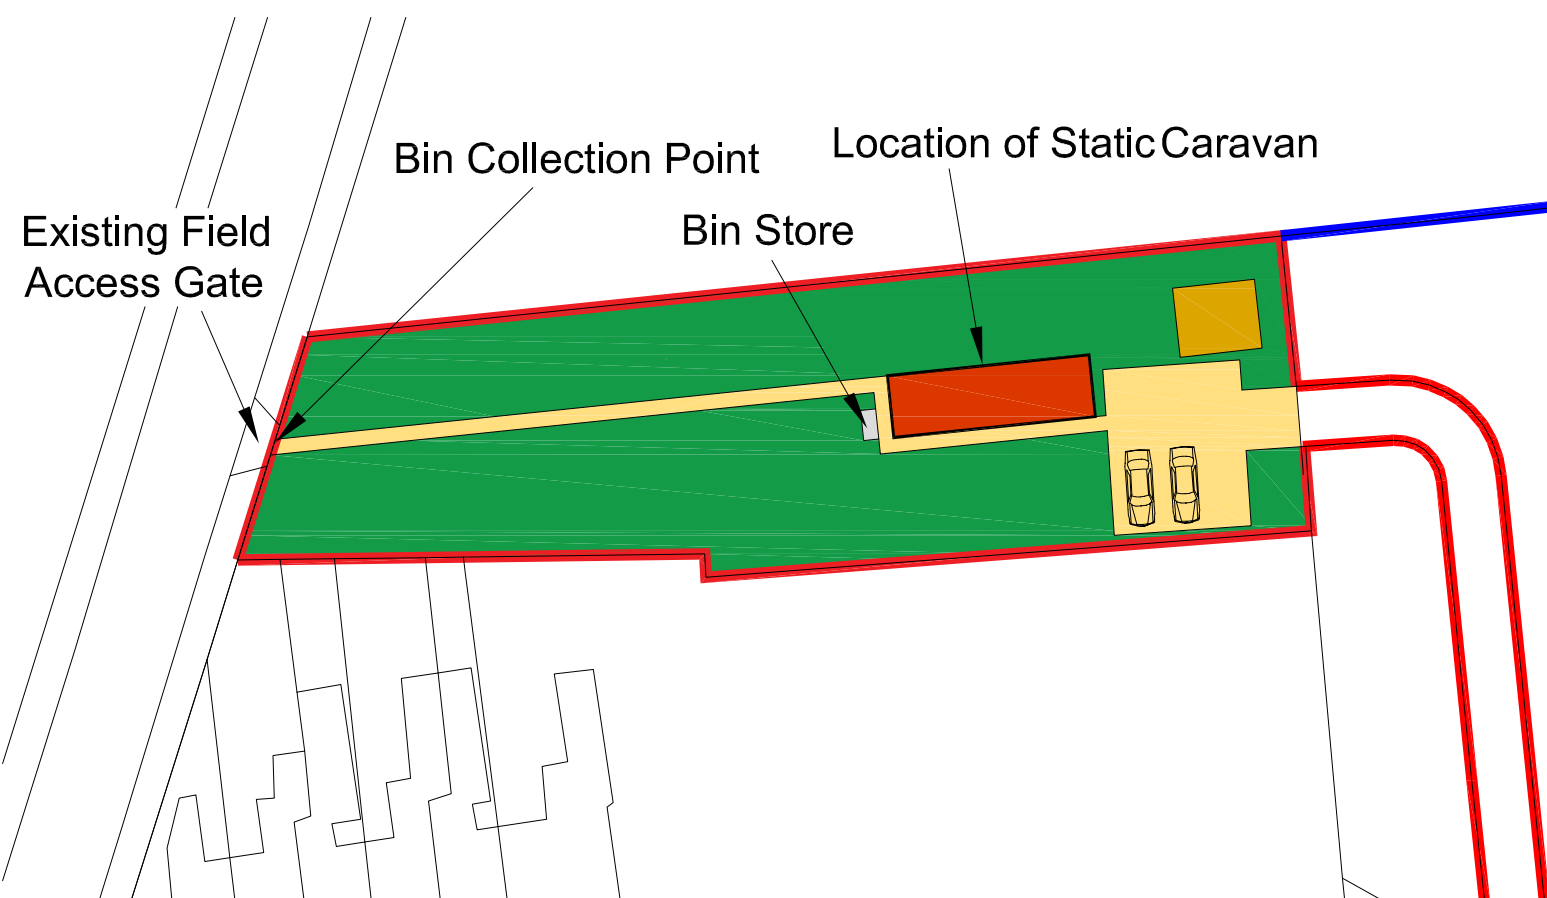 Location of Static Caravan
Bin Collection Point
Bin Store
Existing Field
Access Gate